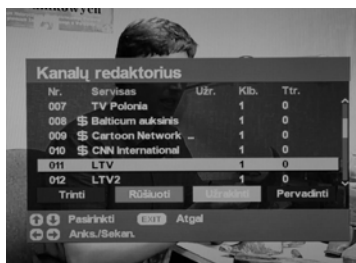 Kanalų redaktorius
Nr. Servisas Užr. Klb. Ttr.
007 TV Polonia 1 0
008 $ Balticum auksinis 1 0
009 $ Cartoon Network 1 0
010 $ CNN International 1 0
011 LTV 1 0
012 LTV2 1 0
Trinti Rūšiuoti Užrakinti Pervadinti
Pasirinkti EXIT Atgal
Anks./Sekan.